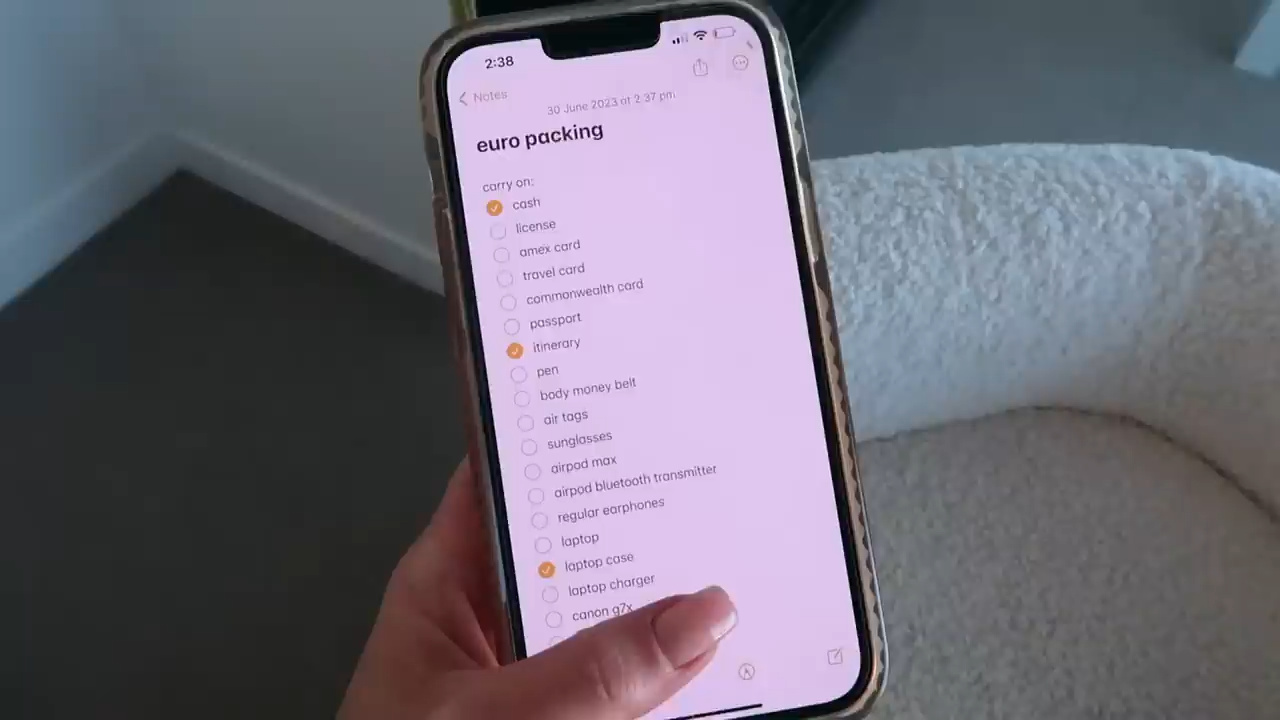 2:38
Notes
30 June 2023 at 2:37 pm
euro packing
carry on:
cash
license
amex card
travel card
commonwealth card
passport
itinerary
pen
body money belt
air tags
sunglasses
airpod max
airpod bluetooth transmitter
regular earphones
laptop
laptop case
laptop charger
canon g7x